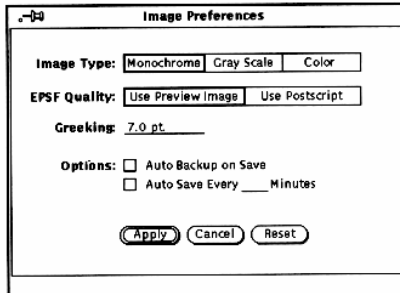 Image Preferences
Image Type: Monochrome Gray Scale Color
EPSF Quality: Use Preview Image Use Postscript
Greeking: 7.0 pt.
Options: Auto Backup on Save
Auto Save Every ____ Minutes
Apply Cancel Reset